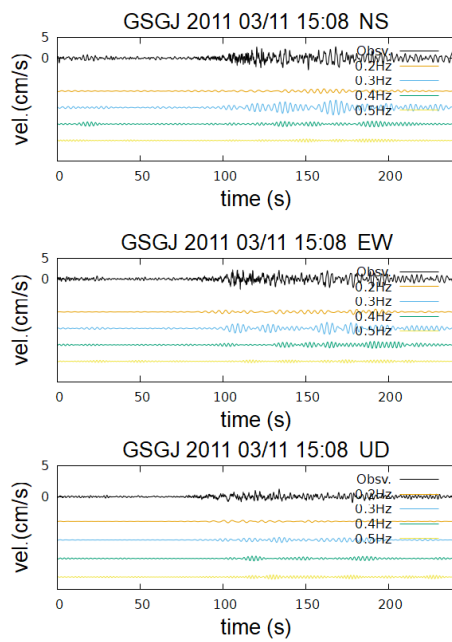 GSGJ 2011 03/11 15:08 NS
5
0
vel.(cm/s)
Obsv.
0.2Hz
0.3Hz
0.4Hz
0.5Hz
0 50 100 150 200
time (s)
GSGJ 2011 03/11 15:08 EW
5
0
vel.(cm/s)
Obsv.
0.2Hz
0.3Hz
0.4Hz
0.5Hz
0 50 100 150 200
time (s)
GSGJ 2011 03/11 15:08 UD
5
0
vel.(cm/s)
Obsv.
0.2Hz
0.3Hz
0.4Hz
0.5Hz
0 50 100 150 200
time (s)